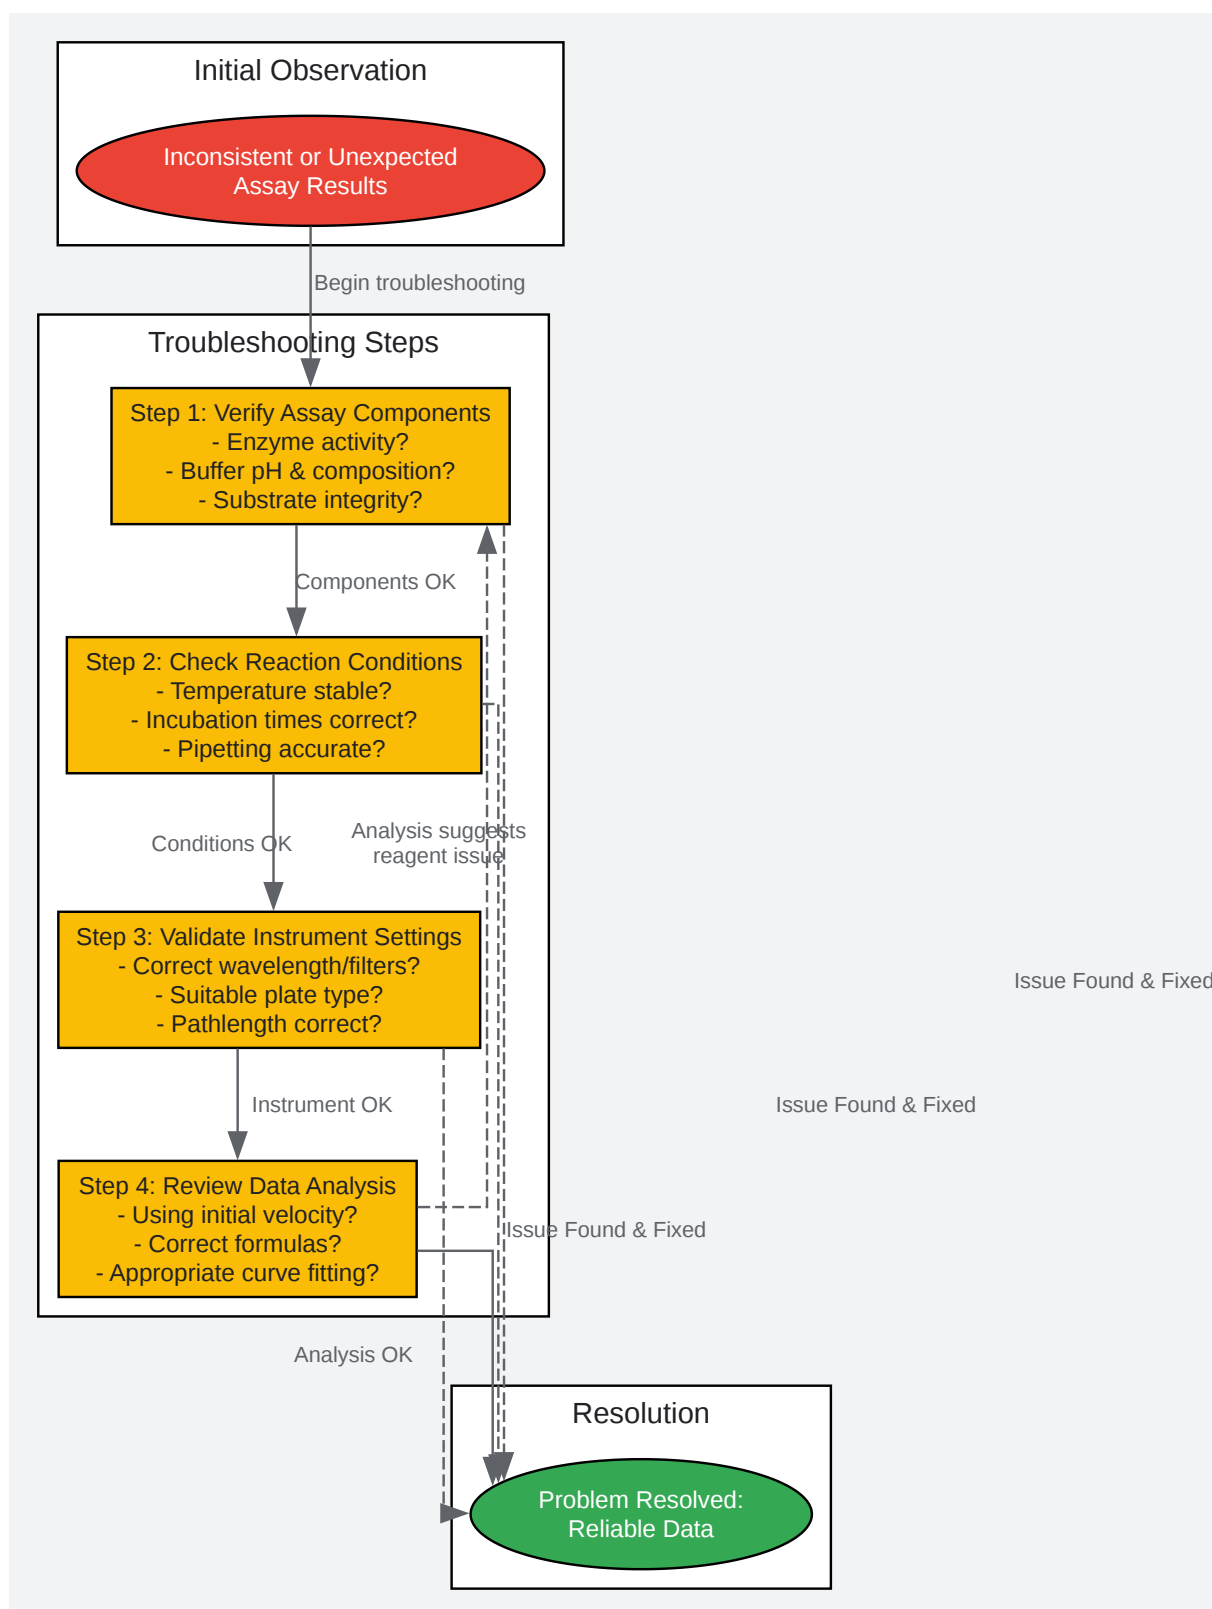 Initial Observation
Inconsistent or Unexpected
Assay Results
Begin troubleshooting
Troubleshooting Steps
Step 1: Verify Assay Components
- Enzyme activity?
- Buffer pH & composition?
- Substrate integrity?
Components OK
Step 2: Check Reaction Conditions
- Temperature stable?
- Incubation times correct?
- Pipetting accurate?
Conditions OK
Analysis suggests
reagent issue
Step 3: Validate Instrument Settings
- Correct wavelength/filters?
- Suitable plate type?
- Pathlength correct?
Issue Found & Fixed
Instrument OK
Issue Found & Fixed
Step 4: Review Data Analysis
- Using initial velocity?
- Correct formulas?
- Appropriate curve fitting?
Issue Found & Fixed
Analysis OK
Resolution
Problem Resolved:
Reliable Data